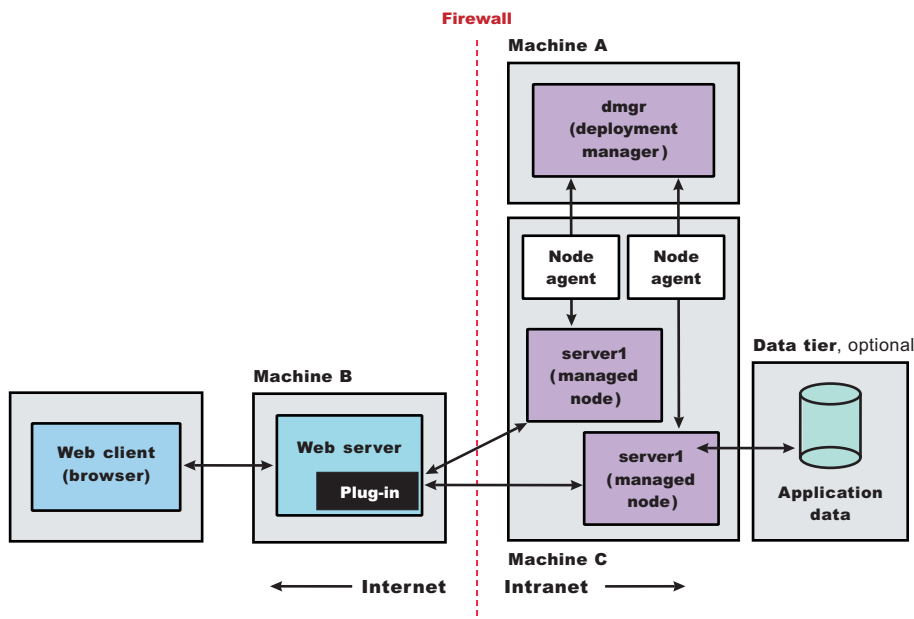 Firewall
Machine A
dmgr
(deployment
manager)
Node
agent
Node
agent
server1
(managed
node)
Data tier, optional
Machine B
Web client
(browser)
Web server
Plug-in
server1
(managed
node)
Application
data
Machine C
Internet
Intranet